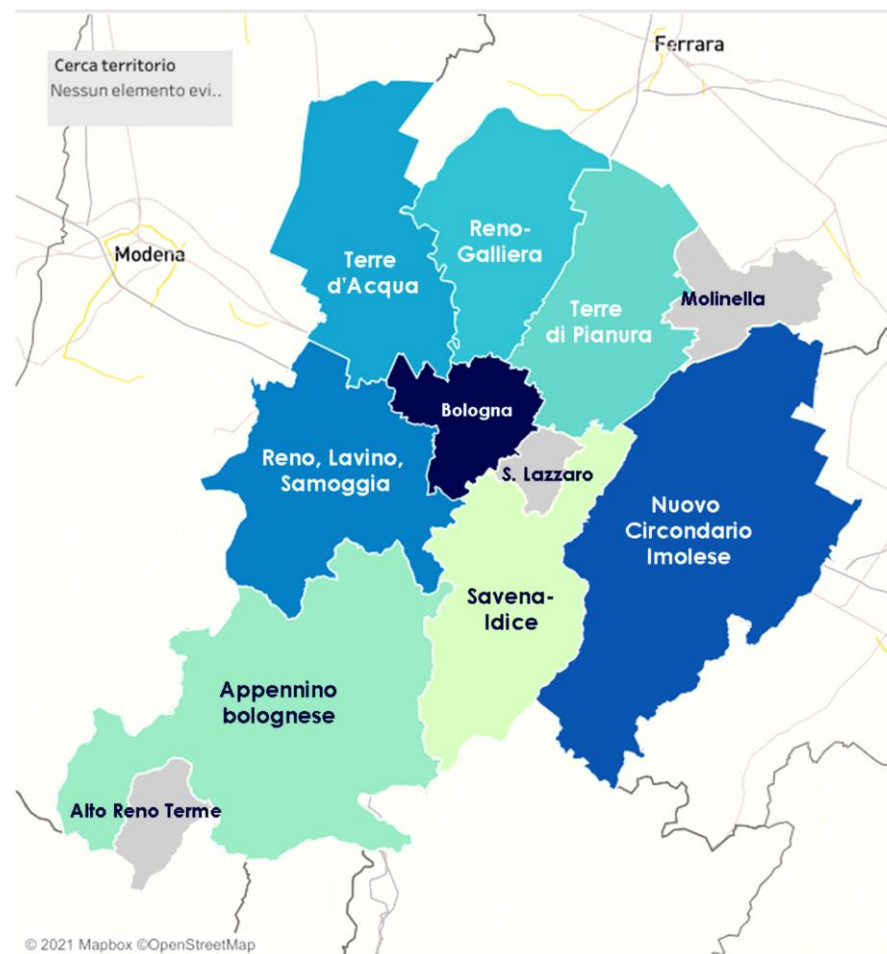 Ferrara
Cerca territorio
Nessun elemento evi..
Reno-
Galliera
Modena
Terre
d'Acqua
Molinella
Terre
di Pianura
Bologna
Reno, Lavino,
Samoggia
S. Lazzaro
Nuovo
Circondario
Imolese
Savena-
Idice
Appennino
bolognese
Alto Reno Terme
© 2021 Mapbox ©OpenStreetMap